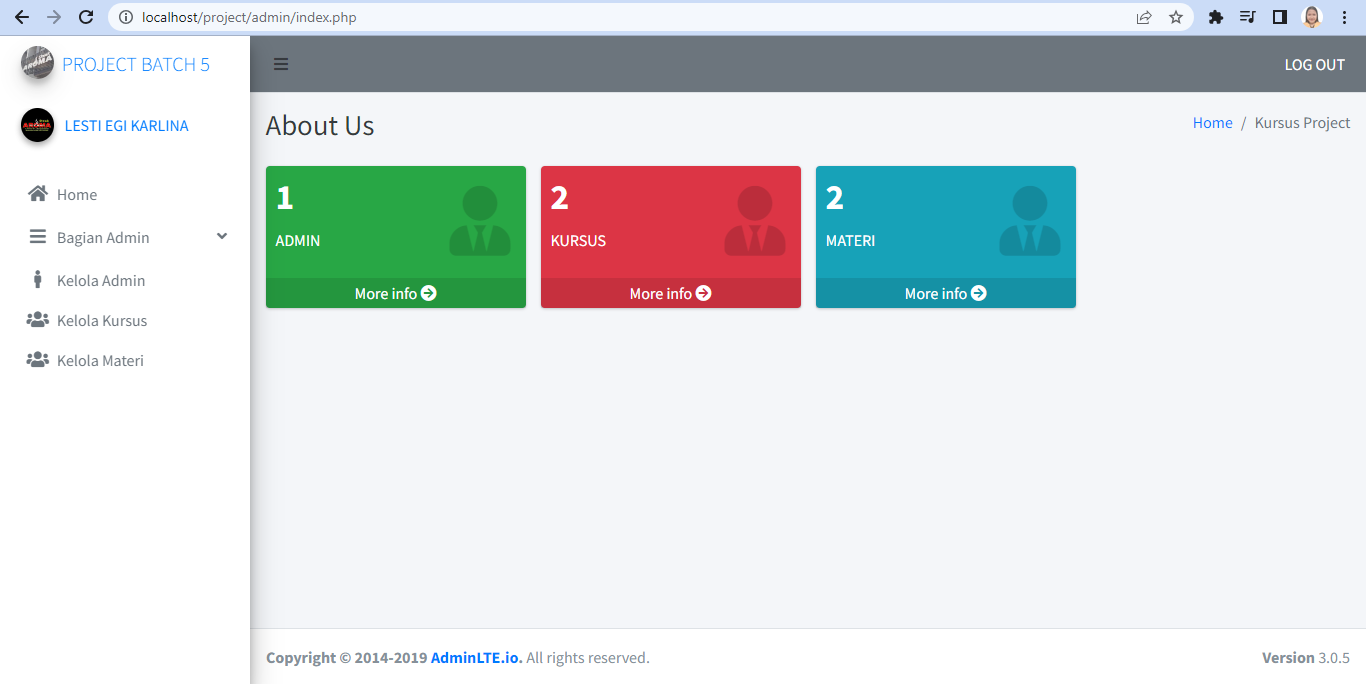 localhost/project/admin/index.php
PROJECT BATCH 5
LOG OUT
LESTI EGI KARLINA
About Us
Home / Kursus Project
Home
Bagian Admin
Kelola Admin
Kelola Kursus
Kelola Materi
1
ADMIN
More info
2
KURSUS
More info
2
MATERI
More info
Copyright © 2014-2019 AdminLTE.io. All rights reserved.
Version 3.0.5